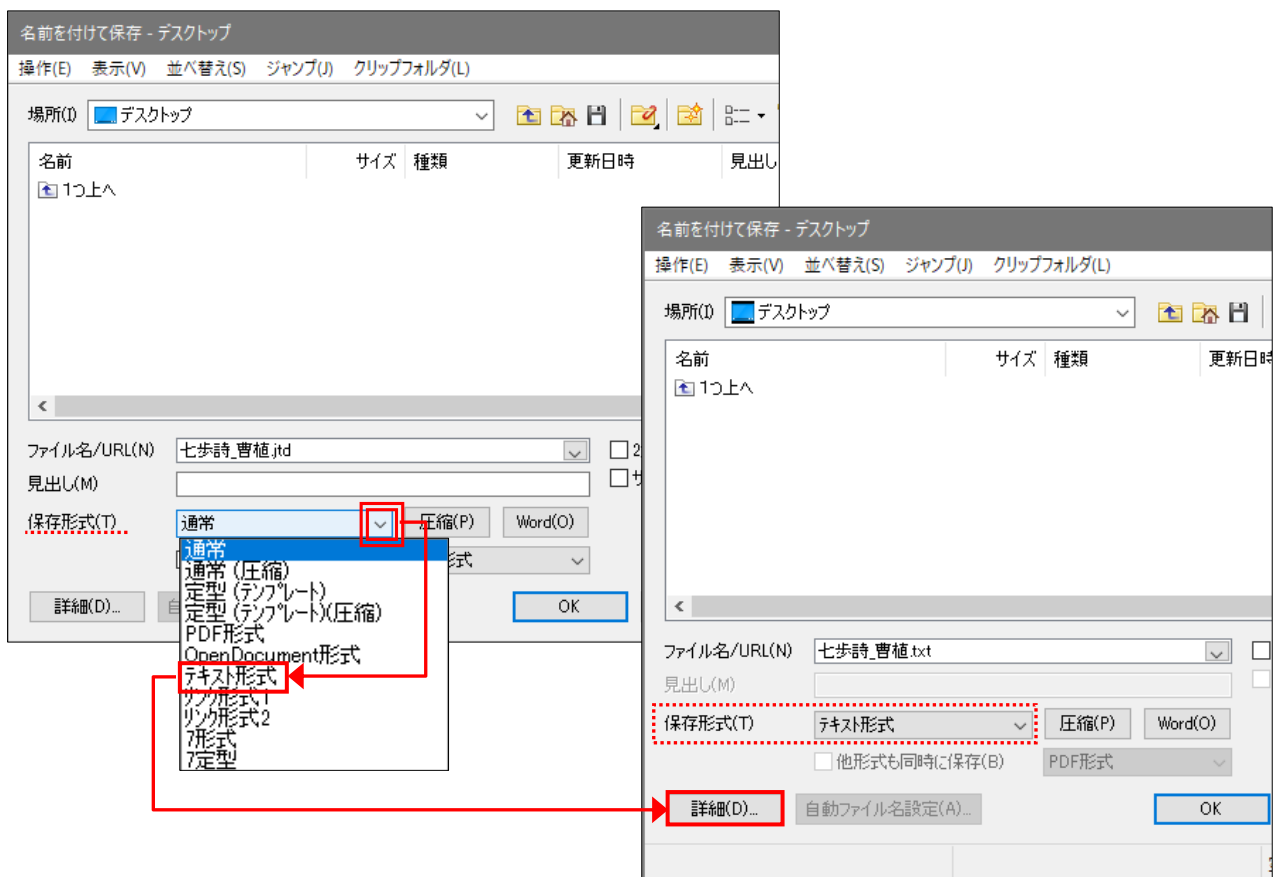 名前を付けて保存 - デスクトップ
操作(E) 表示(V) 並べ替え(S) ジャンプ(J) クリップフォルダ(L)
場所(I) デスクトップ
名前 サイズ 種類 更新日時 見出し
1つ上へ
ファイル名/URL(N) 七歩詩_曹植.jtd
見出し(M)
保存形式(T) 通常 圧縮(P) Word(O)
通常
通常 (圧縮)
定型 (テンプレート)
定型 (テンプレート)(圧縮)
PDF形式
OpenDocument形式
テキスト形式
リンク形式1
リンク形式2
7形式
7定型
形式
詳細(D)... 自 OK
名前を付けて保存 - デスクトップ
操作(E) 表示(V) 並べ替え(S) ジャンプ(J) クリップフォルダ(L)
場所(I) デスクトップ
名前 サイズ 種類 更新日時
1つ上へ
ファイル名/URL(N) 七歩詩_曹植.txt
見出し(M)
保存形式(T) テキスト形式 圧縮(P) Word(O)
他形式も同時に保存(B) PDF形式
詳細(D)... 自動ファイル名設定(A)... OK